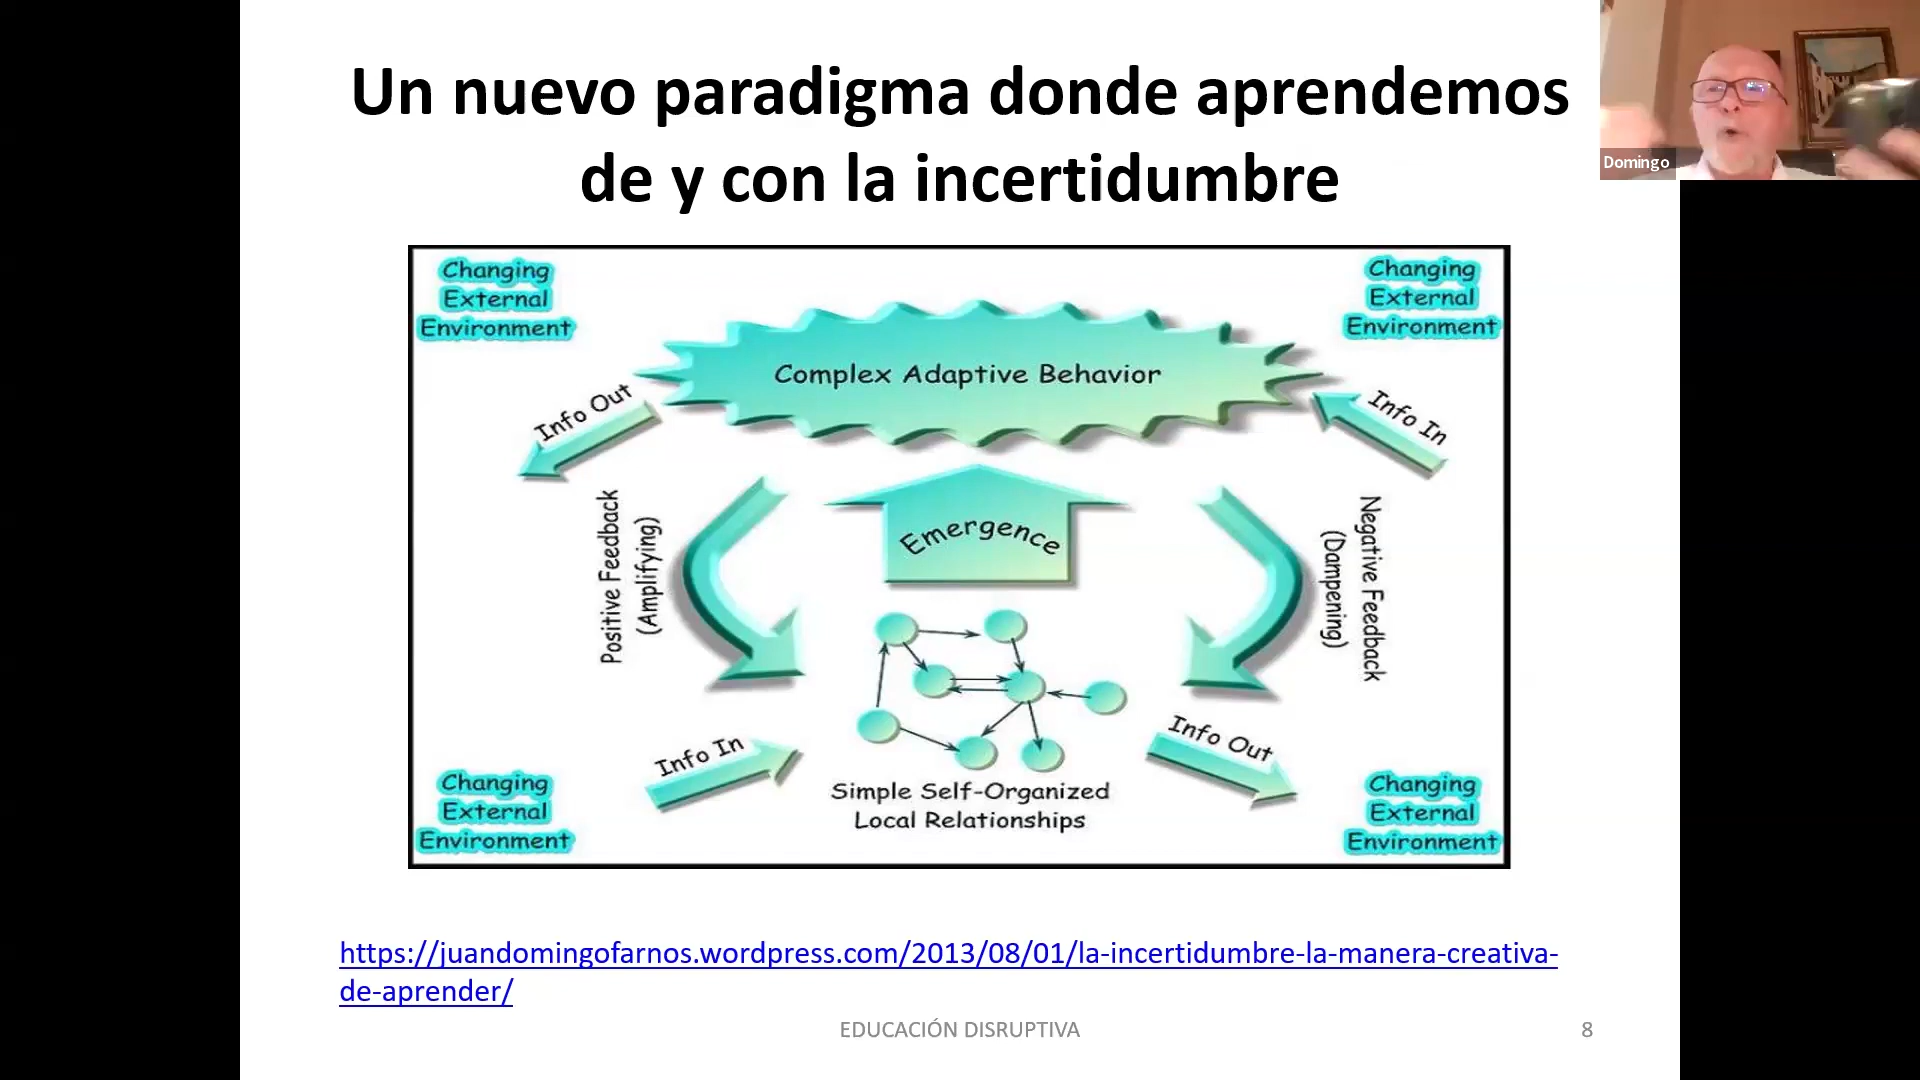 Un nuevo paradigma donde aprendemos
de y con la incertidumbre
Domingo
Changing
External
Environment
Changing
External
Environment
Complex Adaptive Behavior
Info Out
Info In
Positive Feedback
(Amplifying)
Emergence
Negative Feedback
(Dampening)
Info In
Info Out
Simple Self-Organized
Local Relationships
Changing
External
Environment
Changing
External
Environment
https://juandomingofarnos.wordpress.com/2013/08/01/la-incertidumbre-la-manera-creativa-
de-aprender/
EDUCACIÓN DISRUPTIVA
8